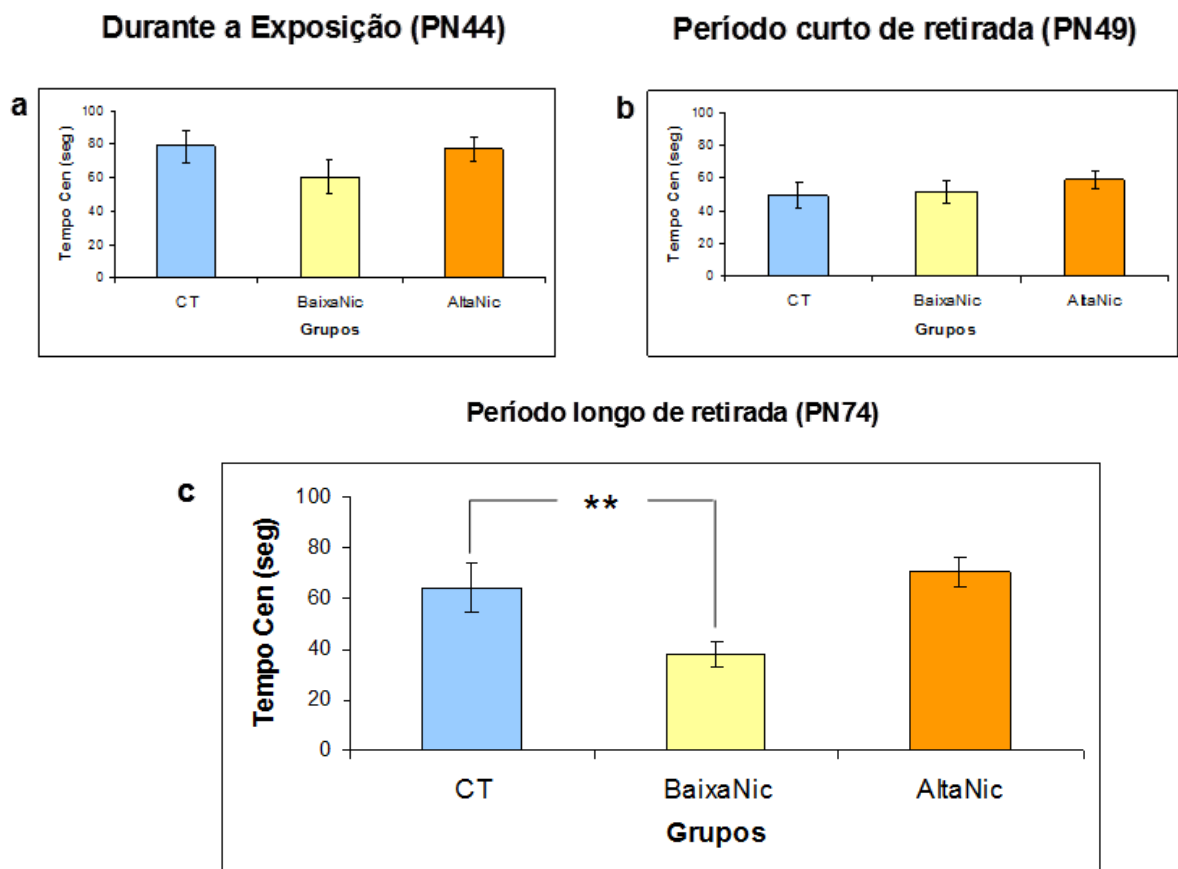 Durante a Exposição (PN44)
Período curto de retirada (PN49)
a
Tempo Cen (seg)
100
80
60
40
20
0
CT BaixaNic AltaNic
Grupos
b
Tempo Cen (seg)
100
80
60
40
20
0
CT BaixaNic AltaNic
Grupos
Período longo de retirada (PN74)
c
Tempo Cen (seg)
100
80
60
40
20
0
**
CT BaixaNic AltaNic
Grupos